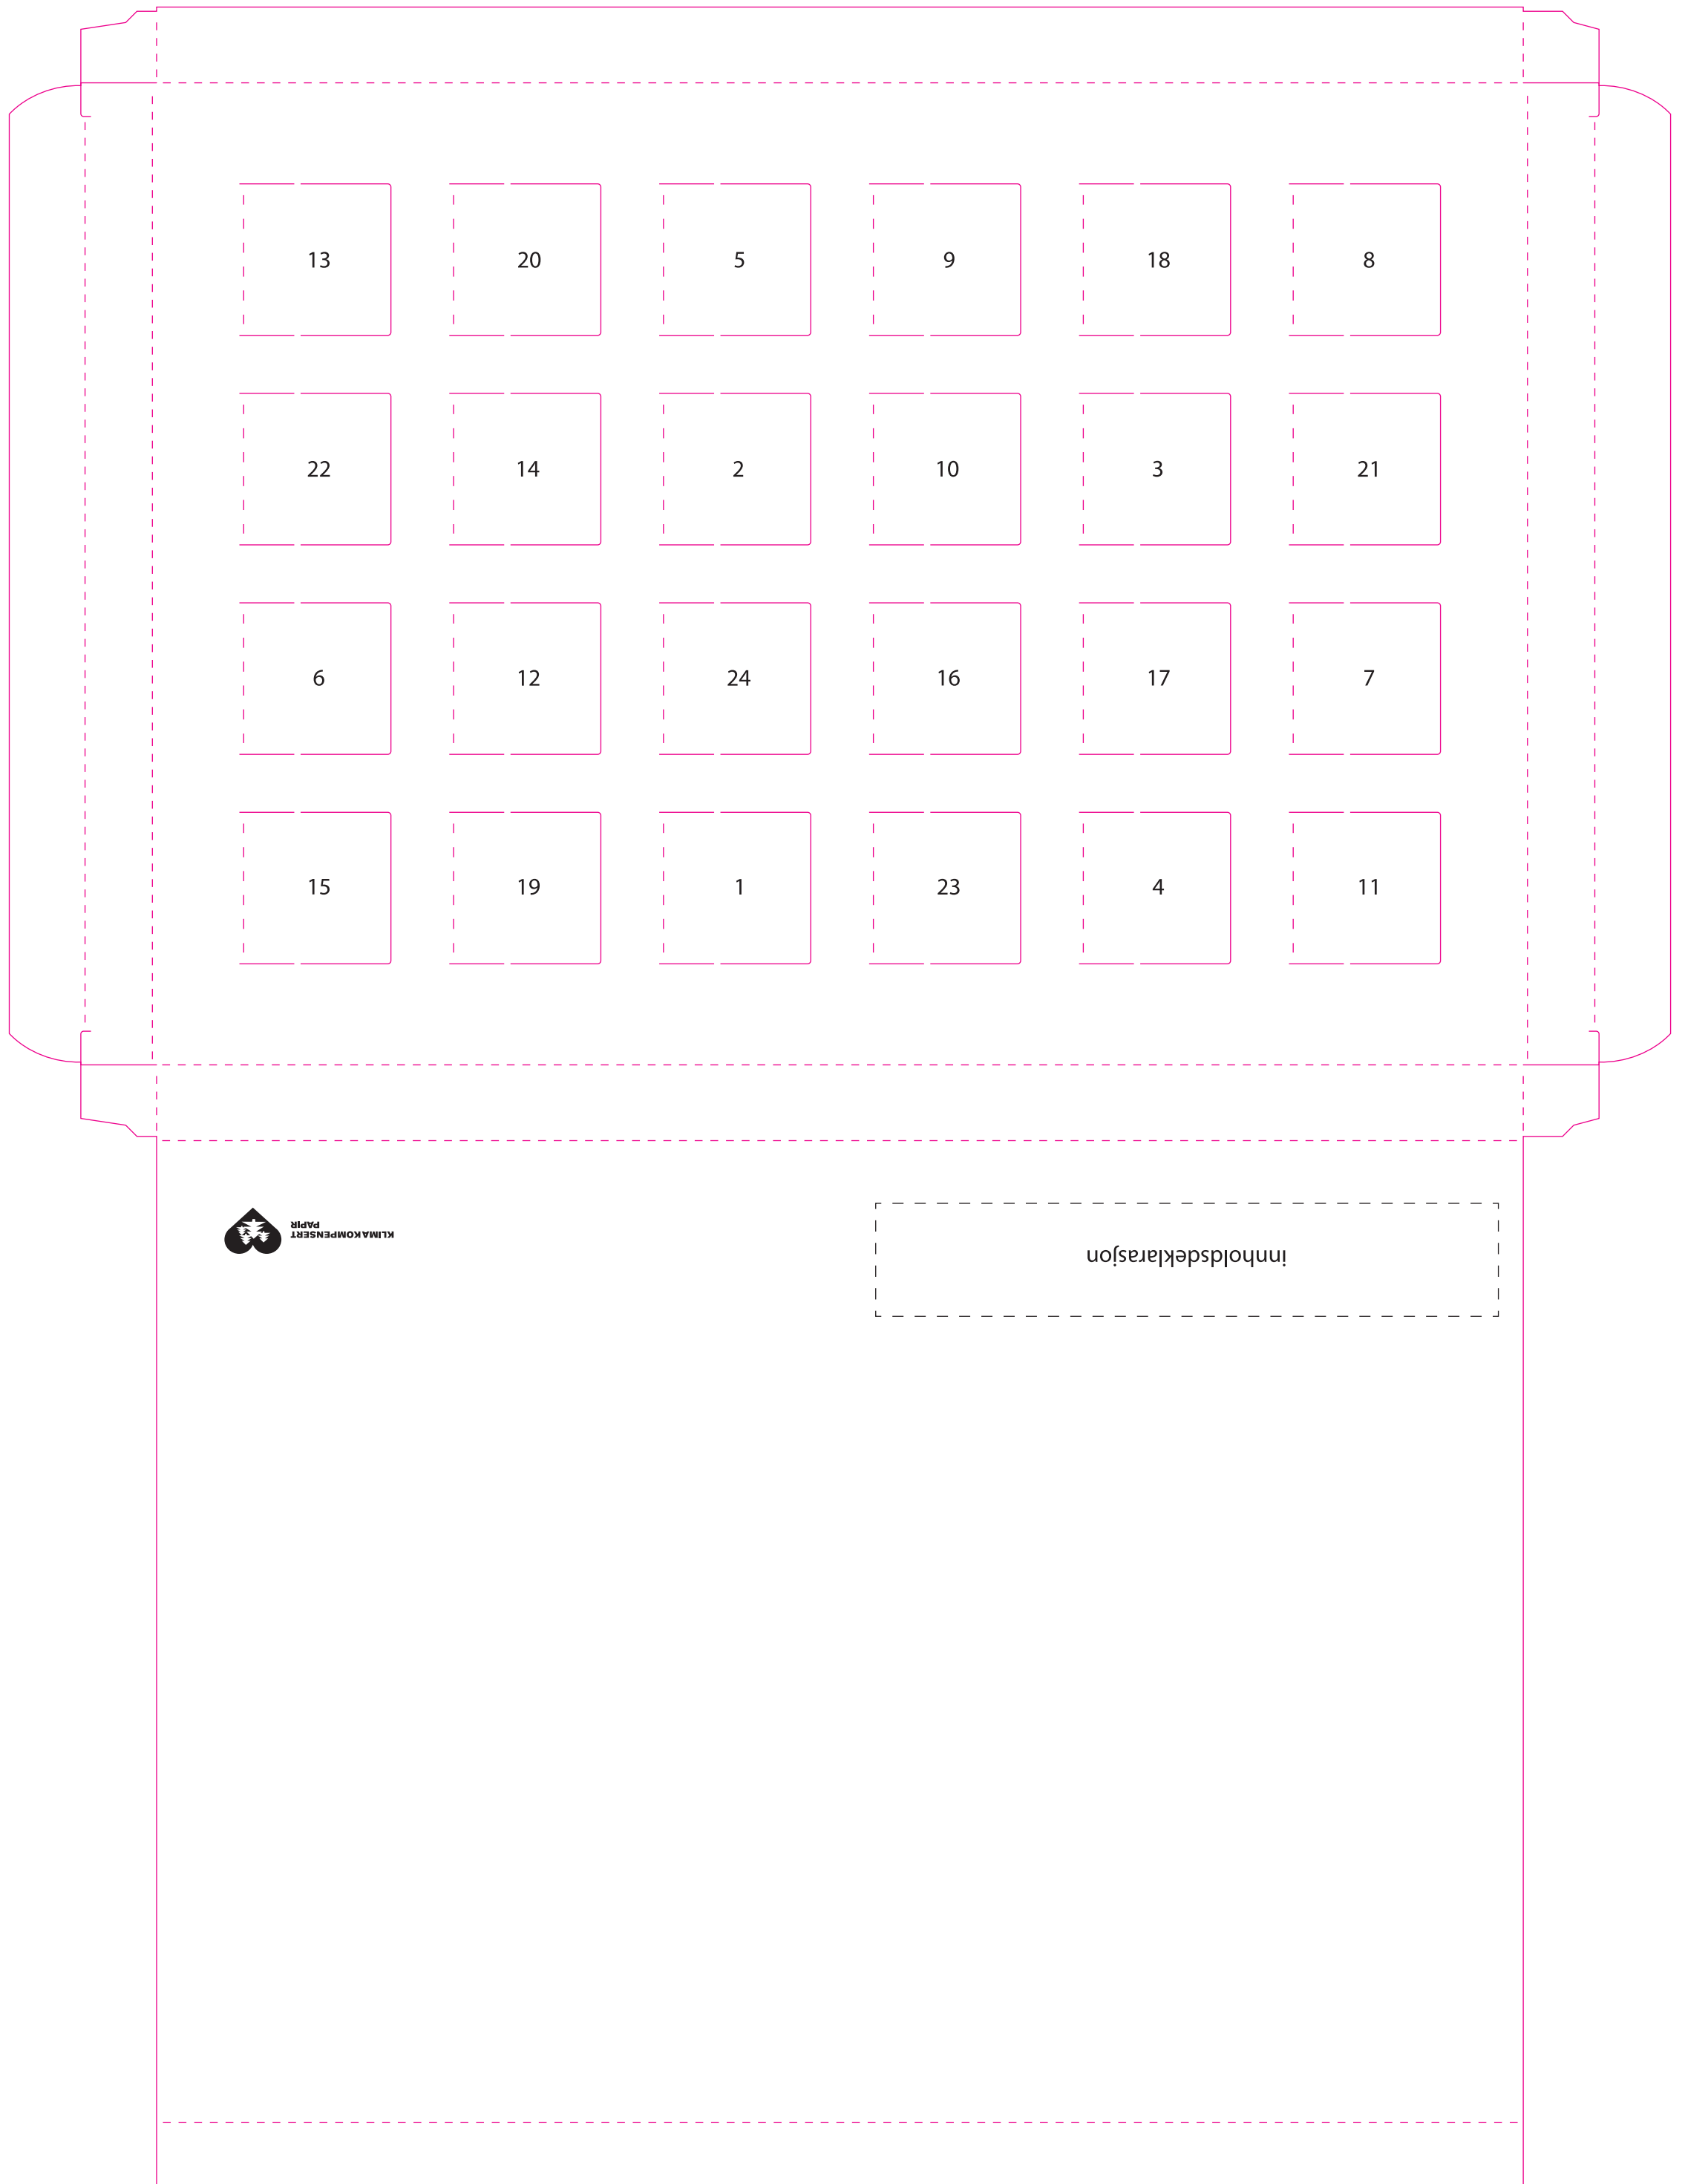 13 20 5 9 18 8
22 14 2 10 3 21
6 12 24 16 17 7
15 19 1 23 4 11
KLIMAKOMPENSERT
PAPIR
innholdsdeklarasjon